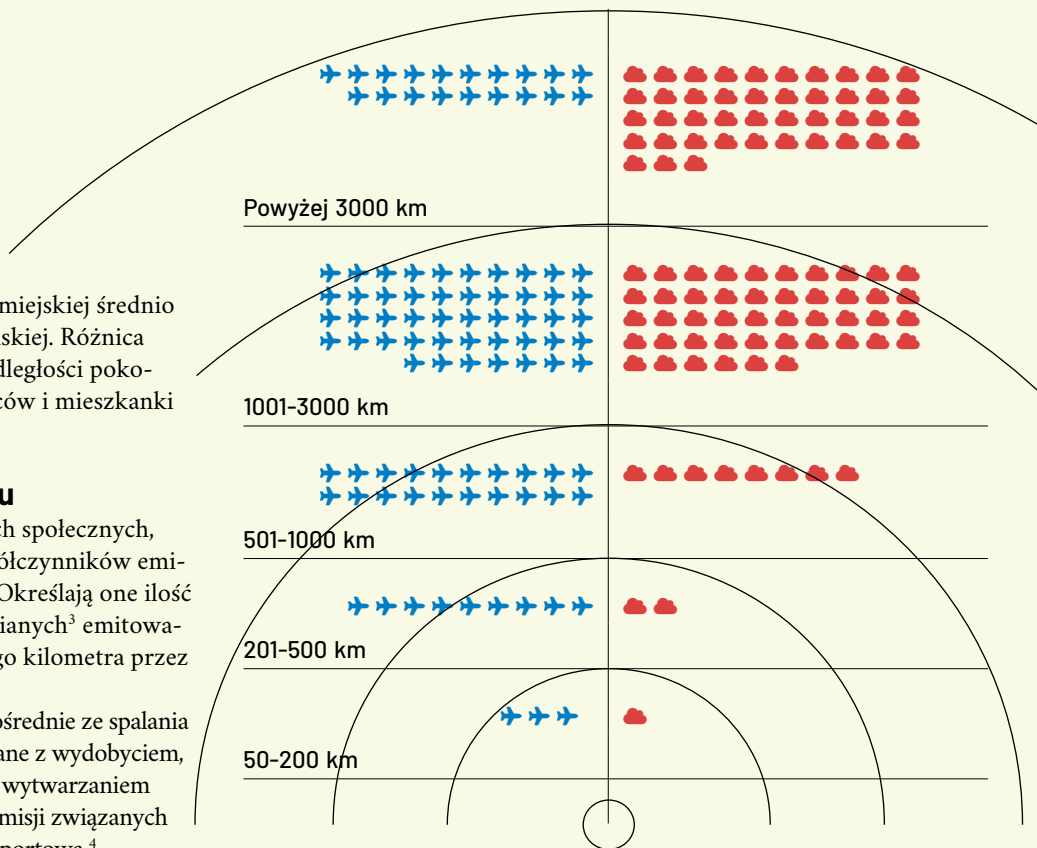 Powyżej 3000 km
1001-3000 km
501-1000 km
201-500 km
50-200 km
miejskiej średnio
skiej. Różnica
dległości poko-
ców i mieszkanki
u
ch społecznych,
ółczynników emi-
Określają one ilość
ianych³ emitowa-
go kilometra przez
ośrednie ze spalania
ane z wydobyciem,
wytwarzaniem
misji związanych